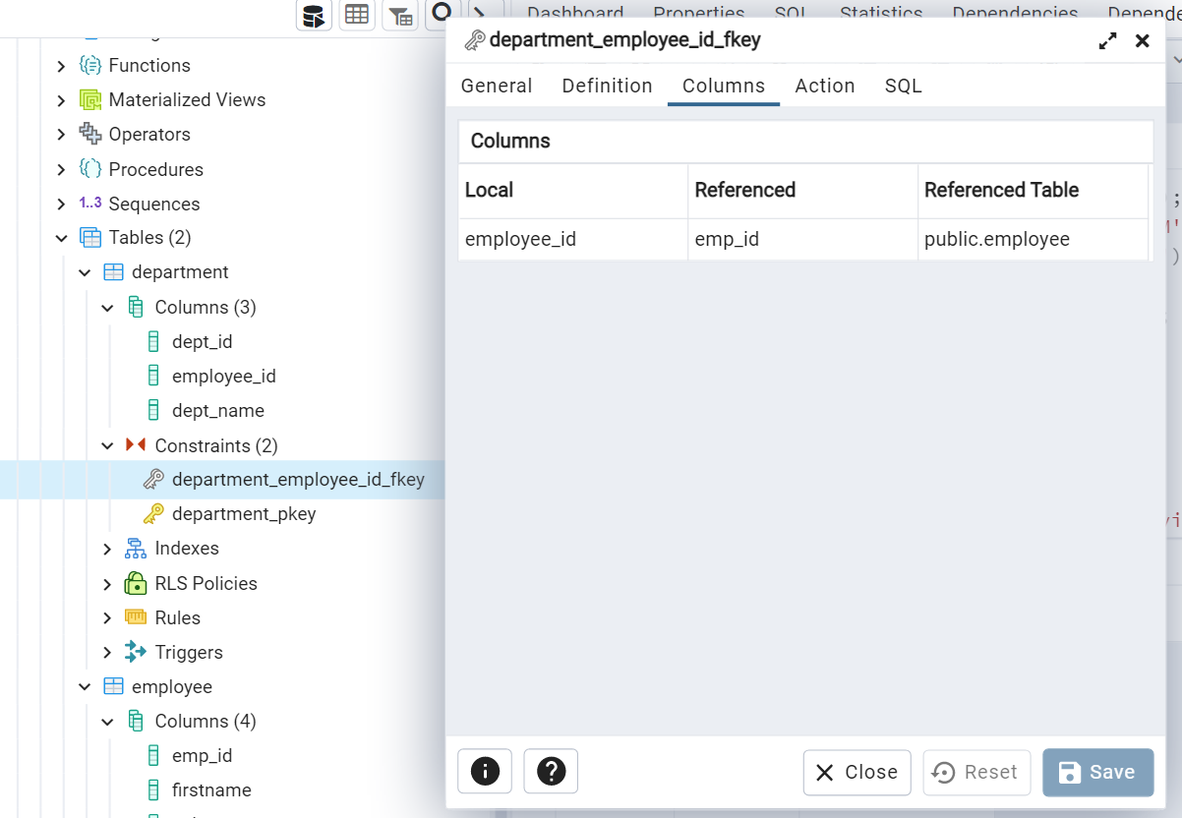 Dashboard Properties SQL Statistics Dependencies
department_employee_id_fkey
General Definition Columns Action SQL
Columns
Local Referenced Referenced Table
employee_id emp_id public.employee
Functions
Materialized Views
Operators
Procedures
1..3 Sequences
Tables (2)
department
Columns (3)
dept_id
employee_id
dept_name
Constraints (2)
department_employee_id_fkey
department_pkey
Indexes
RLS Policies
Rules
Triggers
employee
Columns (4)
emp_id
firstname
Close Reset Save